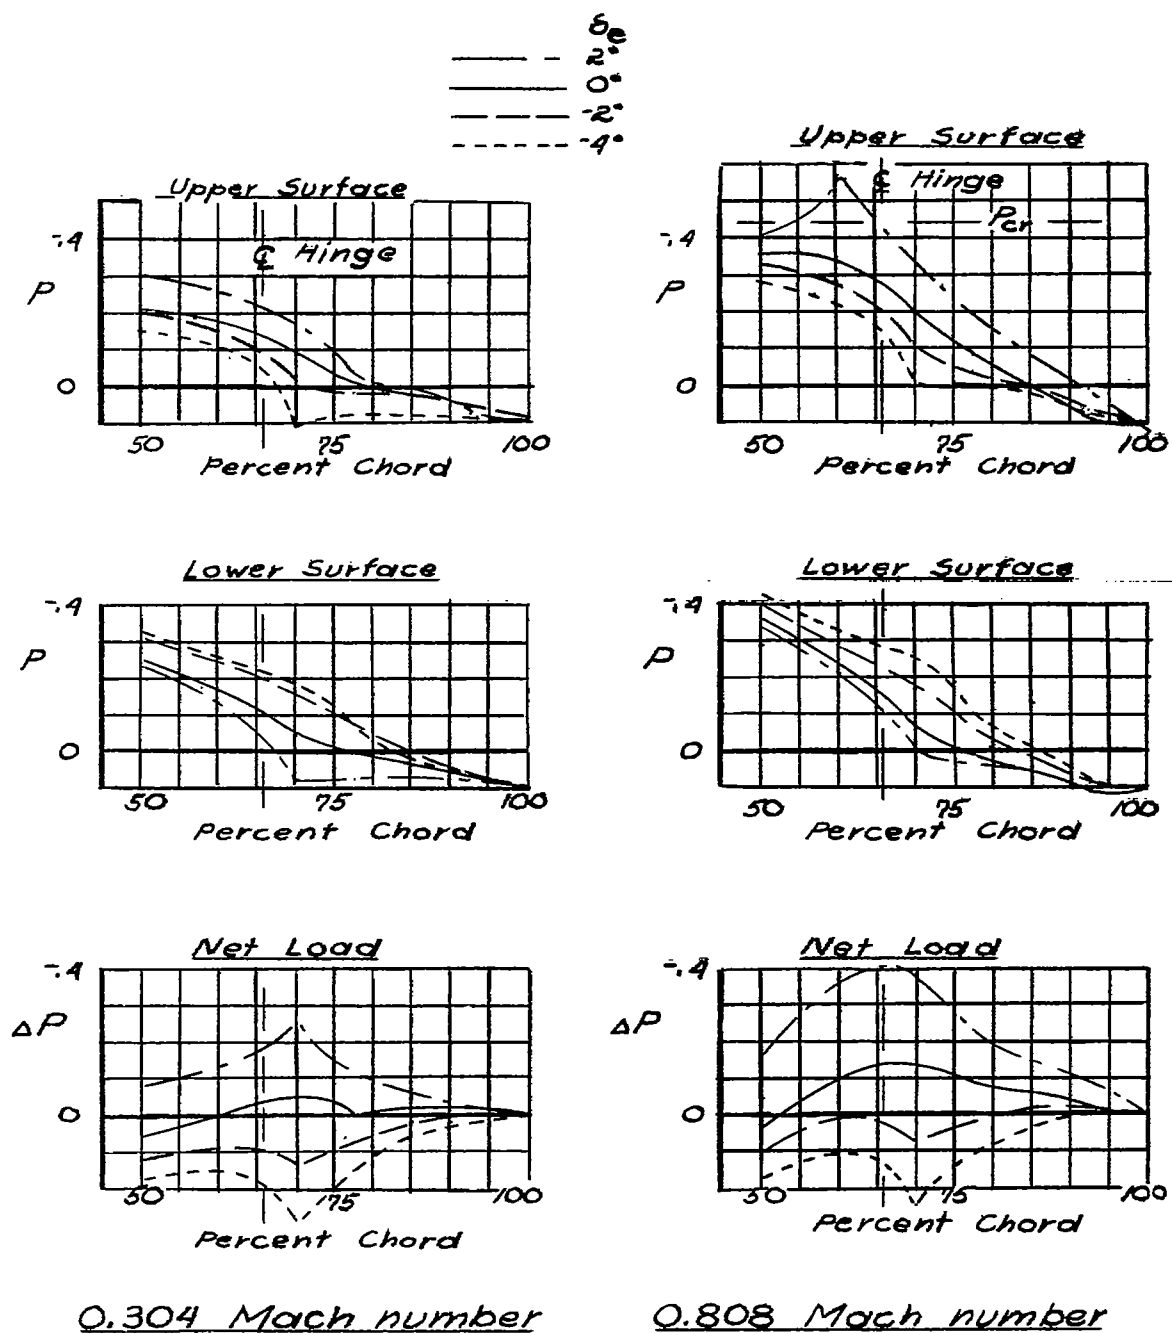 δe
2°
0°
-2°
-4°
Upper Surface
-.4
℄ Hinge
P
0
50 75 100
Percent Chord
Upper Surface
℄ Hinge
Pcr
-.4
P
0
50 75 100
Percent Chord
Lower Surface
-.4
P
0
50 75 100
Percent Chord
Lower Surface
-.4
P
0
50 75 100
Percent Chord
Net Load
-.4
ΔP
0
50 75 100
Percent Chord
Net Load
-.4
ΔP
0
50 75 100
Percent Chord
0.304 Mach number
0.808 Mach number